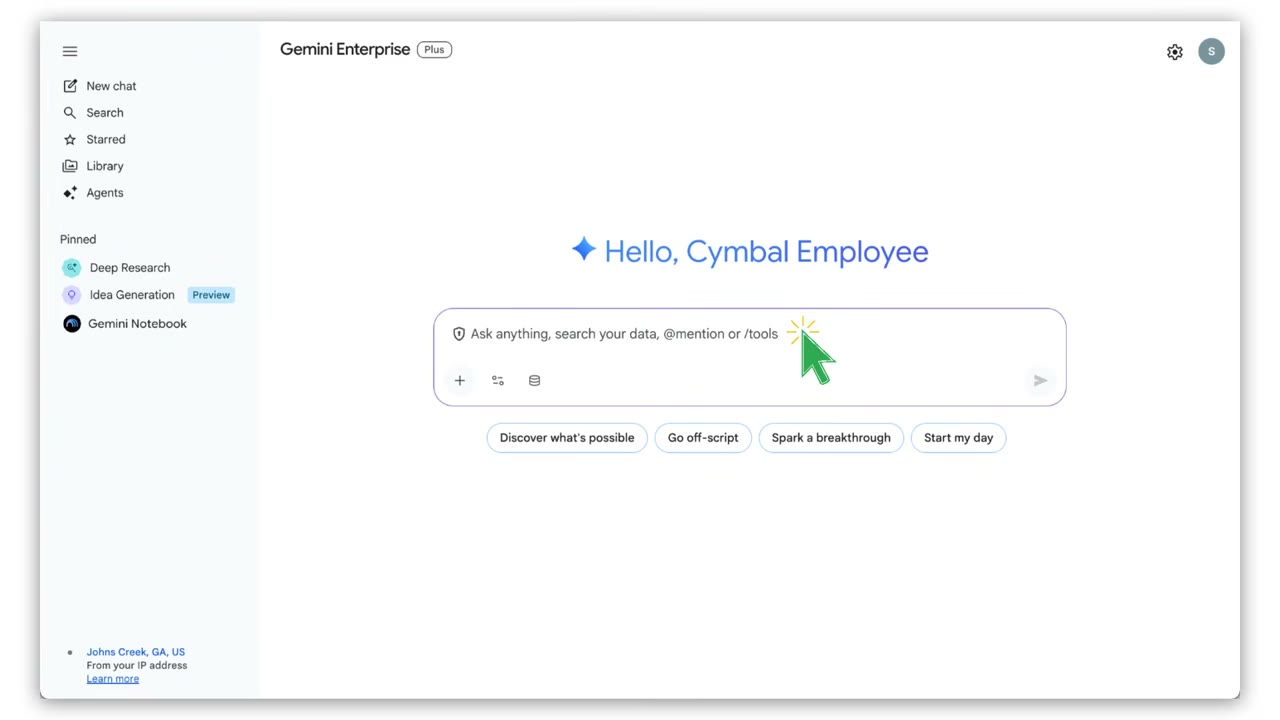 Gemini Enterprise Plus
S
New chat
Search
Starred
Library
Agents
Pinned
Deep Research
Idea Generation Preview
Gemini Notebook
Hello, Cymbal Employee
Ask anything, search your data, @mention or /tools
Discover what's possible
Go off-script
Spark a breakthrough
Start my day
Johns Creek, GA, US
From your IP address
Learn more